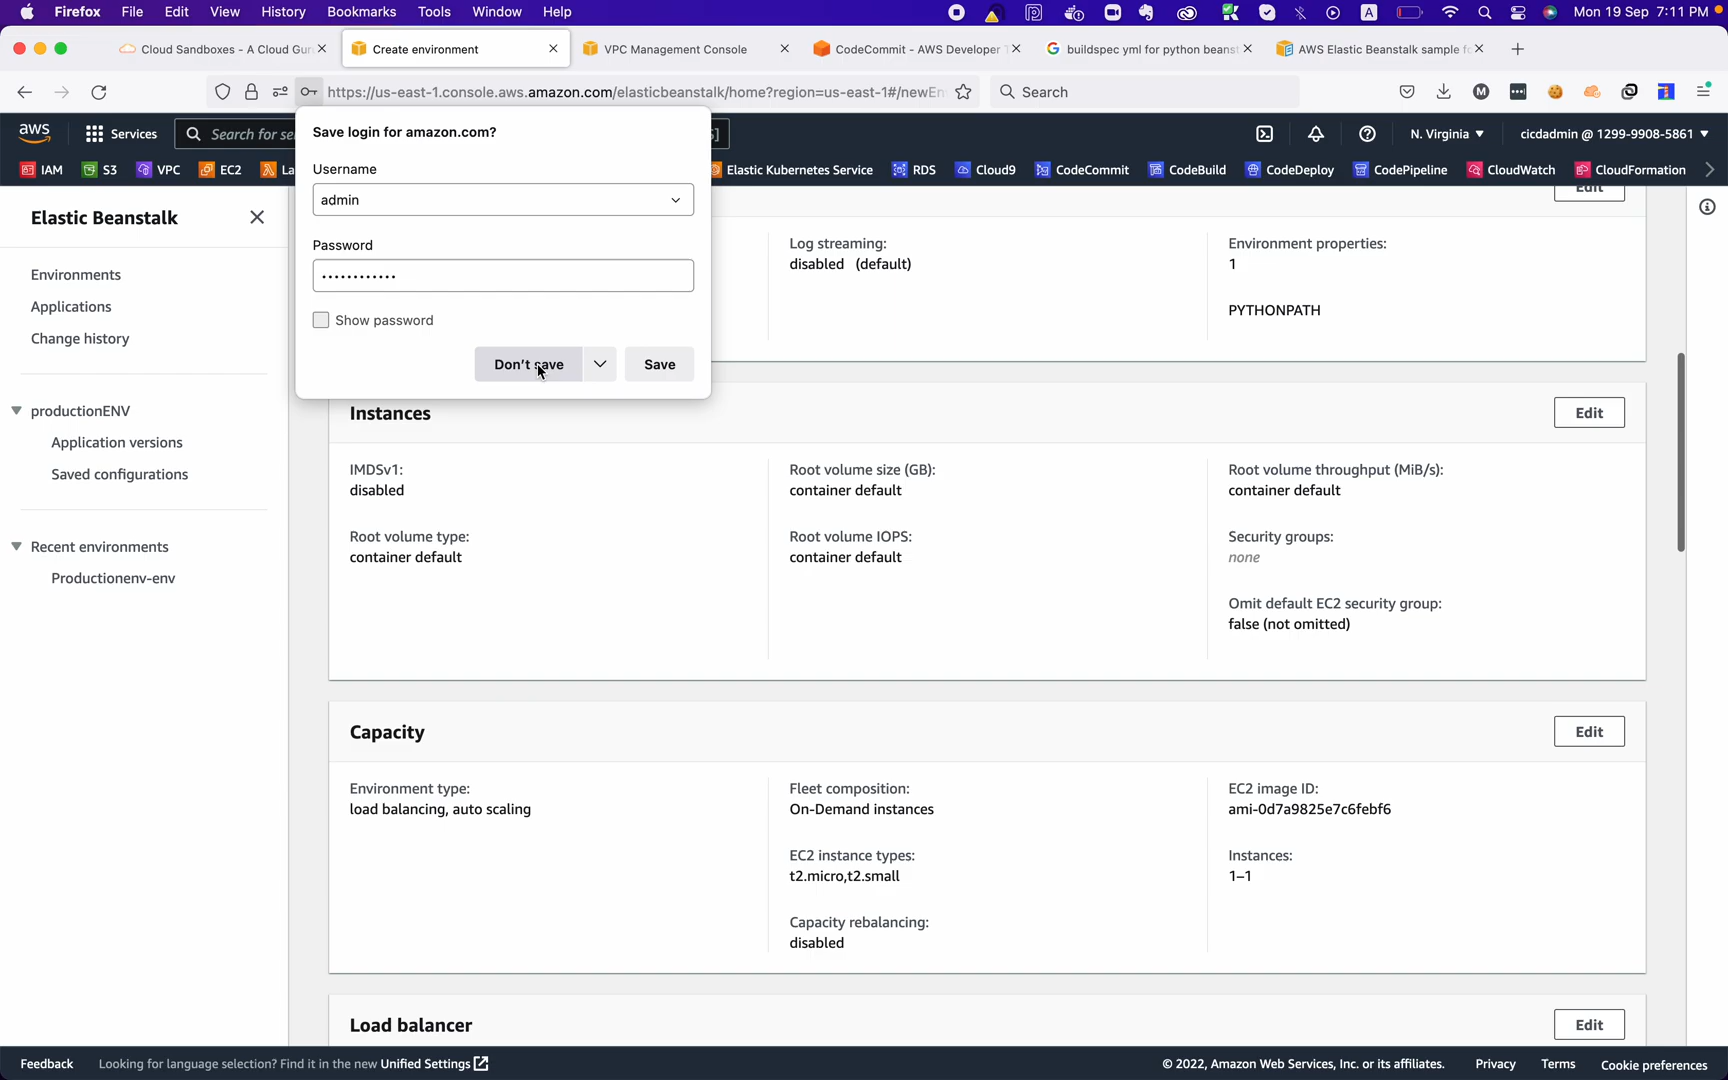 Firefox File Edit View History Bookmarks Tools Window Help A Mon 19 Sep 7:11 PM
Cloud Sandboxes - A Cloud Gur Create environment VPC Management Console CodeCommit - AWS Developer buildspec yml for python beanst AWS Elastic Beanstalk sample
https://us-east-1.console.aws.amazon.com/elasticbeanstalk/home?region=us-east-1#/newEn Search
aws Services Search for se N. Virginia cicdadmin @ 1299-9908-5861
IAM S3 VPC EC2 La Elastic Kubernetes Service RDS Cloud9 CodeCommit CodeBuild CodeDeploy CodePipeline CloudWatch CloudFormation
Save login for amazon.com?
Username
admin
Password
••••••••••••
Show password
Don't save Save
Elastic Beanstalk
Environments
Applications
Change history
productionENV
Application versions
Saved configurations
Recent environments
Productionenv-env
Edit
Log streaming:
disabled (default)
Environment properties:
1
PYTHONPATH
Instances Edit
IMDSv1:
disabled
Root volume type:
container default
Root volume size (GB):
container default
Root volume IOPS:
container default
Root volume throughput (MiB/s):
container default
Security groups:
none
Omit default EC2 security group:
false (not omitted)
Capacity Edit
Environment type:
load balancing, auto scaling
Fleet composition:
On-Demand instances
EC2 instance types:
t2.micro,t2.small
Capacity rebalancing:
disabled
EC2 image ID:
ami-0d7a9825e7c6febf6
Instances:
1–1
Load balancer Edit
Feedback Looking for language selection? Find it in the new Unified Settings © 2022, Amazon Web Services, Inc. or its affiliates. Privacy Terms Cookie preferences